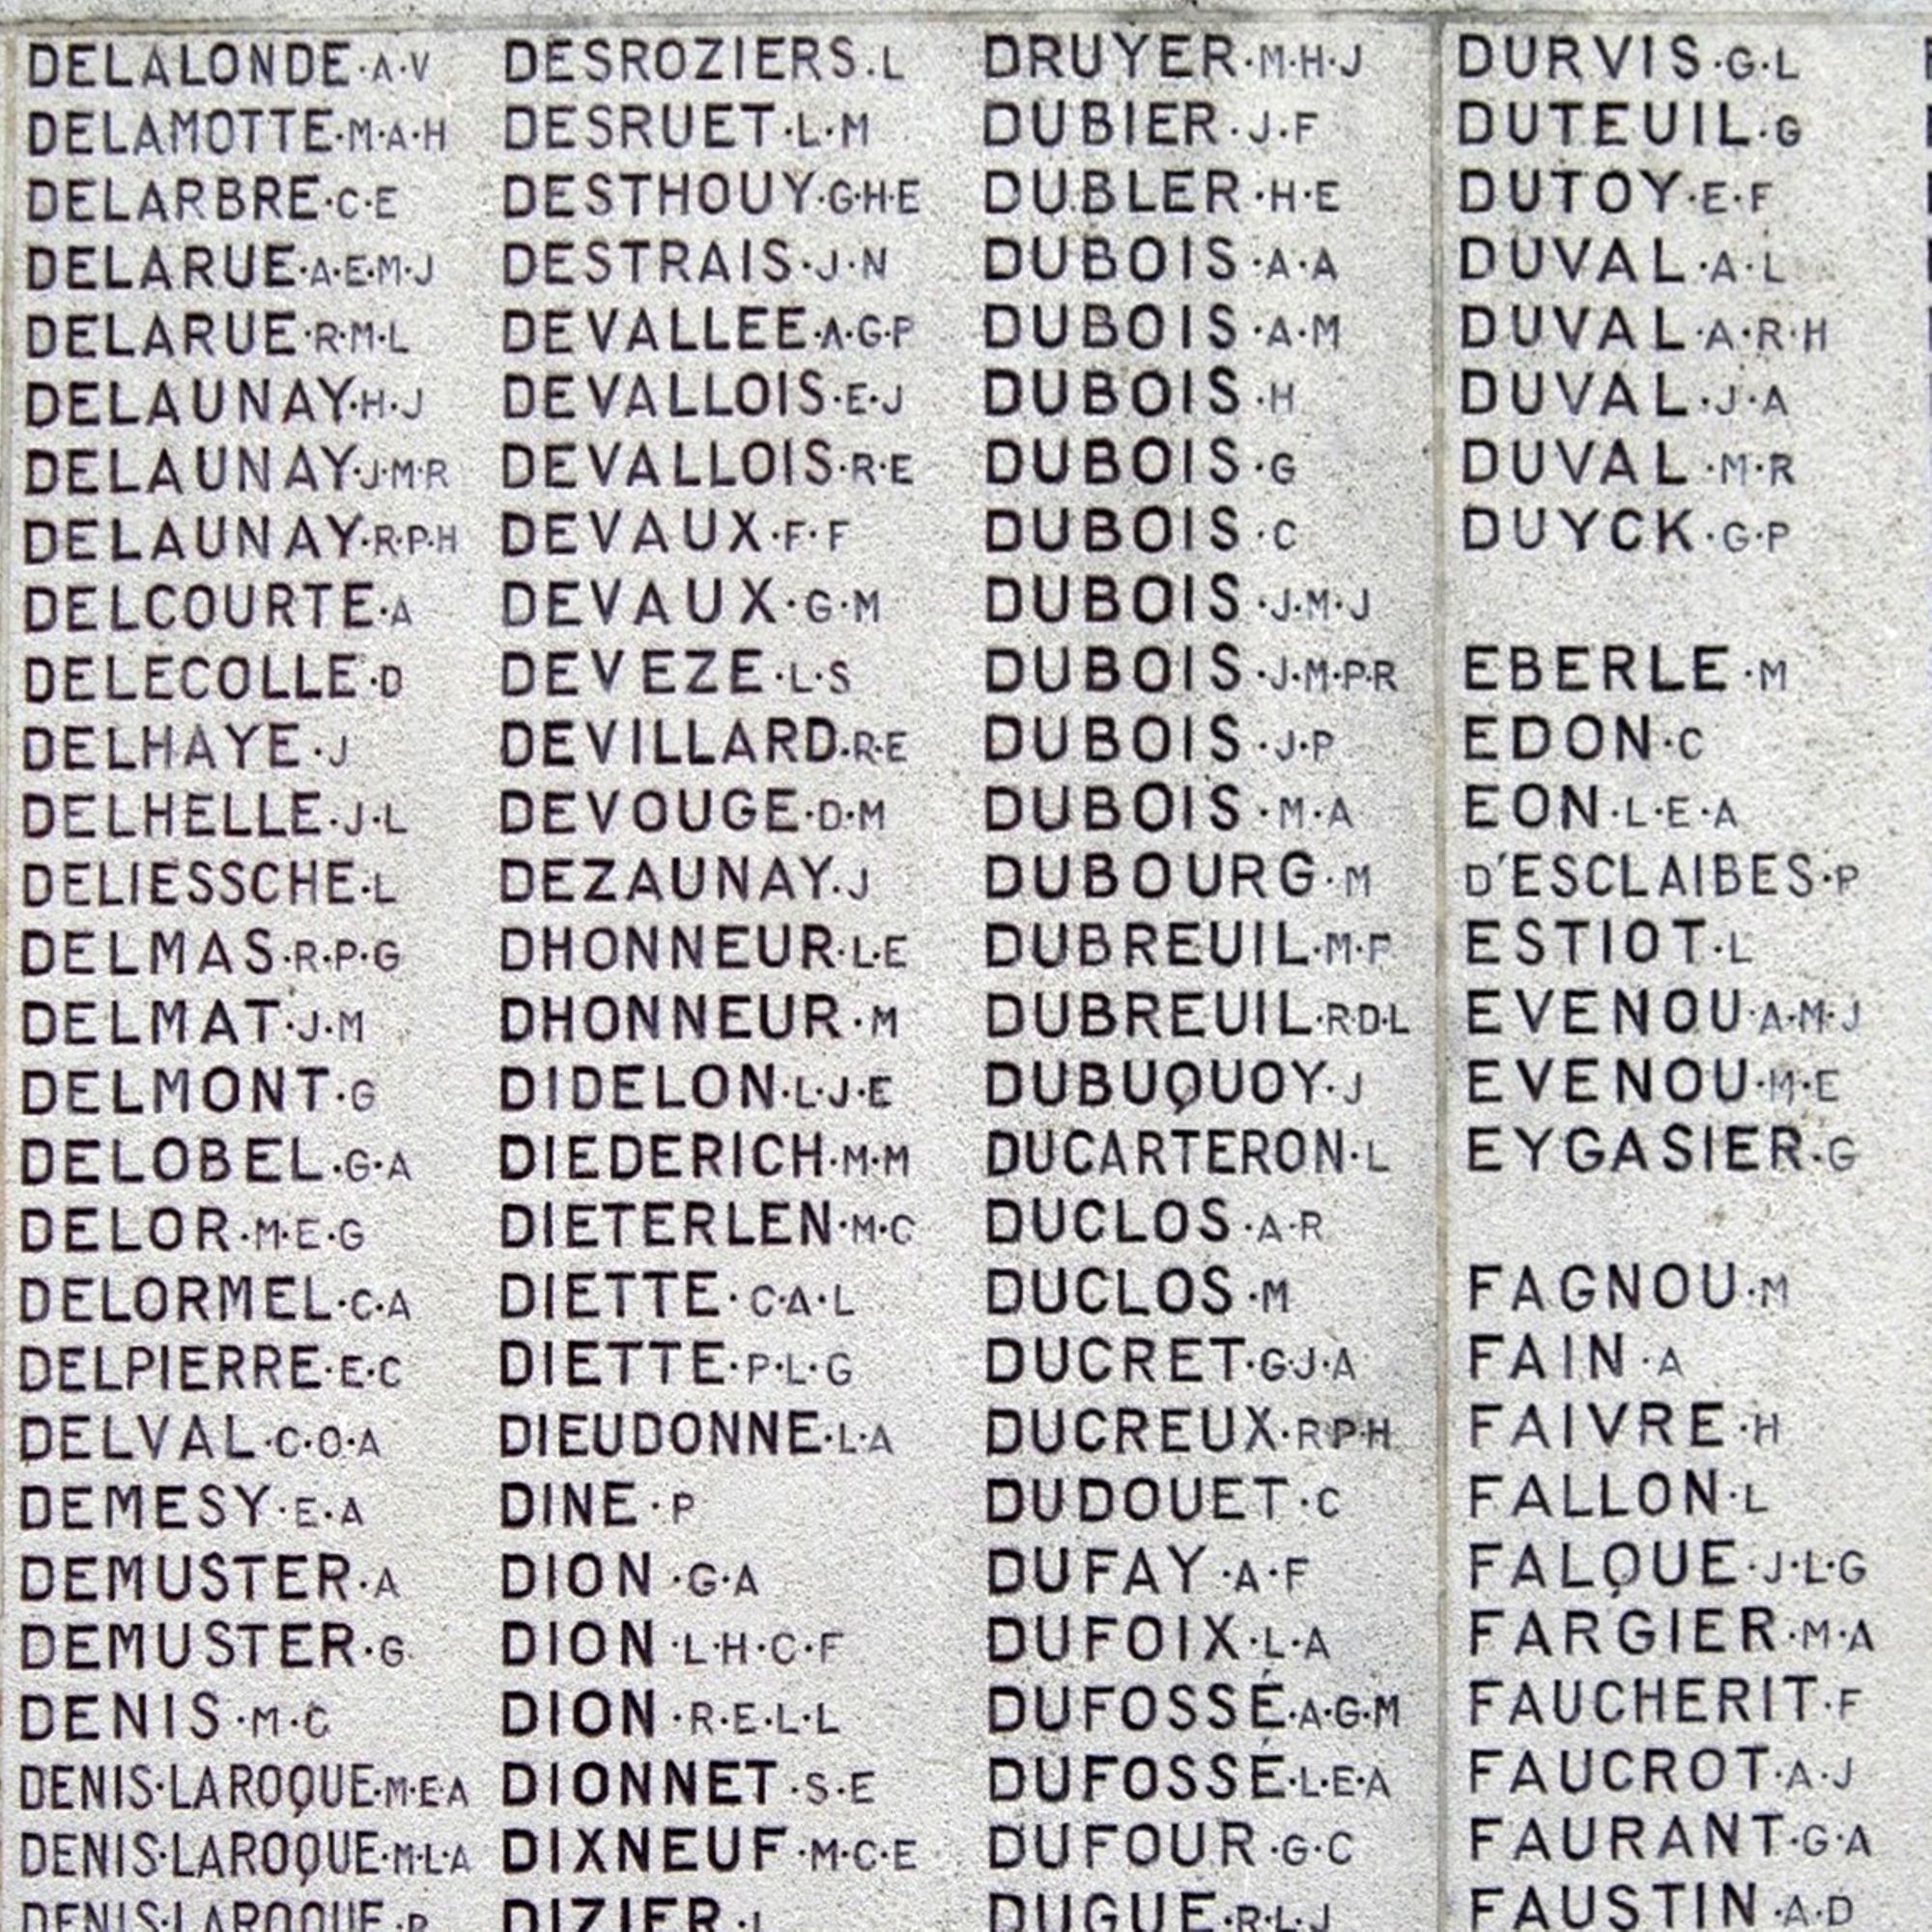 DELALONDE·A·V
DELAMOTTE·M·A·H
DELARBRE·C·E
DELARUE·A·E·M·J
DELARUE·R·M·L
DELAUNAY·H·J
DELAUNAY·J·M·R
DELAUNAY·R·P·H
DELCOURTE·A
DELECOLLE·D
DELHAYE·J
DELHELLE·J·L
DELIESSCHE·L
DELMAS·R·P·G
DELMAT·J·M
DELMONT·G
DELOBEL·G·A
DELOR·M·E·G
DELORMEL·C·A
DELPIERRE·E·C
DELVAL·C·O·A
DEMESY·E·A
DEMUSTER·A
DEMUSTER·G
DENIS·M·C
DENIS·LAROQUE·M·E·A
DENIS·LAROQUE·M·L·A
DENIS·LAROQUE·R
DESROZIERS.L
DESRUET·L·M
DESTHOUY·G·H·E
DESTRAIS·J·N
DEVALLEE·A·G·P
DEVALLOIS·E·J
DEVALLOIS·R·E
DEVAUX·F·F
DEVAUX·G·M
DEVEZE·L·S
DEVILLARD·R·E
DEVOUGE·D·M
DEZAUNAY·J
DHONNEUR·L·E
DHONNEUR·M
DIDELON·L·J·E
DIEDERICH·M·M
DIETERLEN·M·C
DIETTE·C·A·L
DIETTE·P·L·G
DIEUDONNE·L·A
DINE·P
DION·G·A
DION·L·H·C·F
DION·R·E·L·L
DIONNET·S·E
DIXNEUF·M·C·E
DIZIER·L
DRUYER·M·H·J
DUBIER·J·F
DUBLER·H·E
DUBOIS·A·A
DUBOIS·A·M
DUBOIS·H
DUBOIS·G
DUBOIS·C
DUBOIS·J·M·J
DUBOIS·J·M·P·R
DUBOIS·J·P
DUBOIS·M·A
DUBOURG·M
DUBREUIL·M·F
DUBREUIL·R·D·L
DUBUQUOY·J
DUCARTERON·L
DUCLOS·A·R
DUCLOS·M
DUCRET·G·J·A
DUCREUX·R·P·H
DUDOUET·C
DUFAY·A·F
DUFOIX·L·A
DUFOSSÉ·A·G·M
DUFOSSÉ·L·E·A
DUFOUR·G·C
DUGUE·R·L·J
DURVIS·G·L
DUTEUIL·G
DUTOY·E·F
DUVAL·A·L
DUVAL·A·R·H
DUVAL·J·A
DUVAL·M·R
DUYCK·G·P
EBERLE·M
EDON·C
EON·L·E·A
D'ESCLAIBES·P
ESTIOT·L
EVENOU·A·M·J
EVENOU·M·E
EYGASIER·G
FAGNOU·M
FAIN·A
FAIVRE·H
FALLON·L
FALQUE·J·L·G
FARGIER·M·A
FAUCHERIT·F
FAUCROT·A·J
FAURANT·G·A
FAUSTIN·A·D